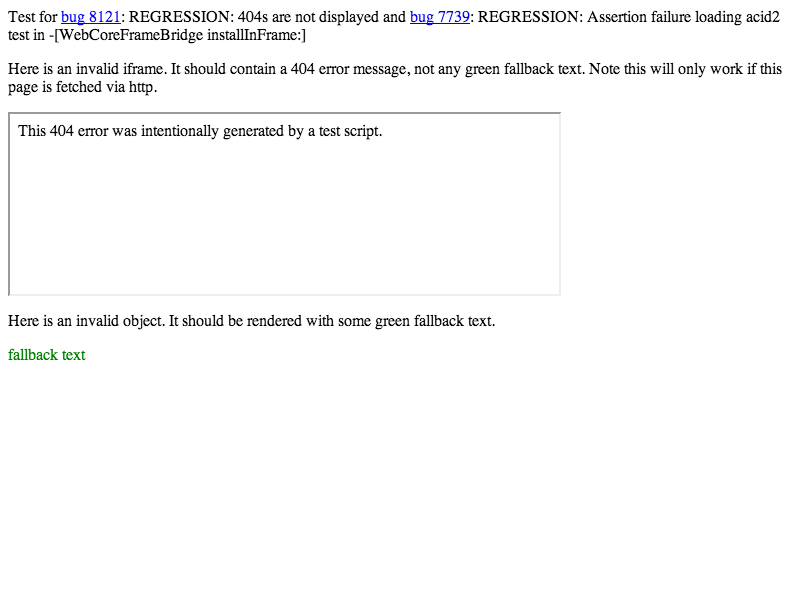 Test for bug 8121: REGRESSION: 404s are not displayed and bug 7739: REGRESSION: Assertion failure loading acid2
test in -[WebCoreFrameBridge installInFrame:]
Here is an invalid iframe. It should contain a 404 error message, not any green fallback text. Note this will only work if this
page is fetched via http.
This 404 error was intentionally generated by a test script.
Here is an invalid object. It should be rendered with some green fallback text.
fallback text